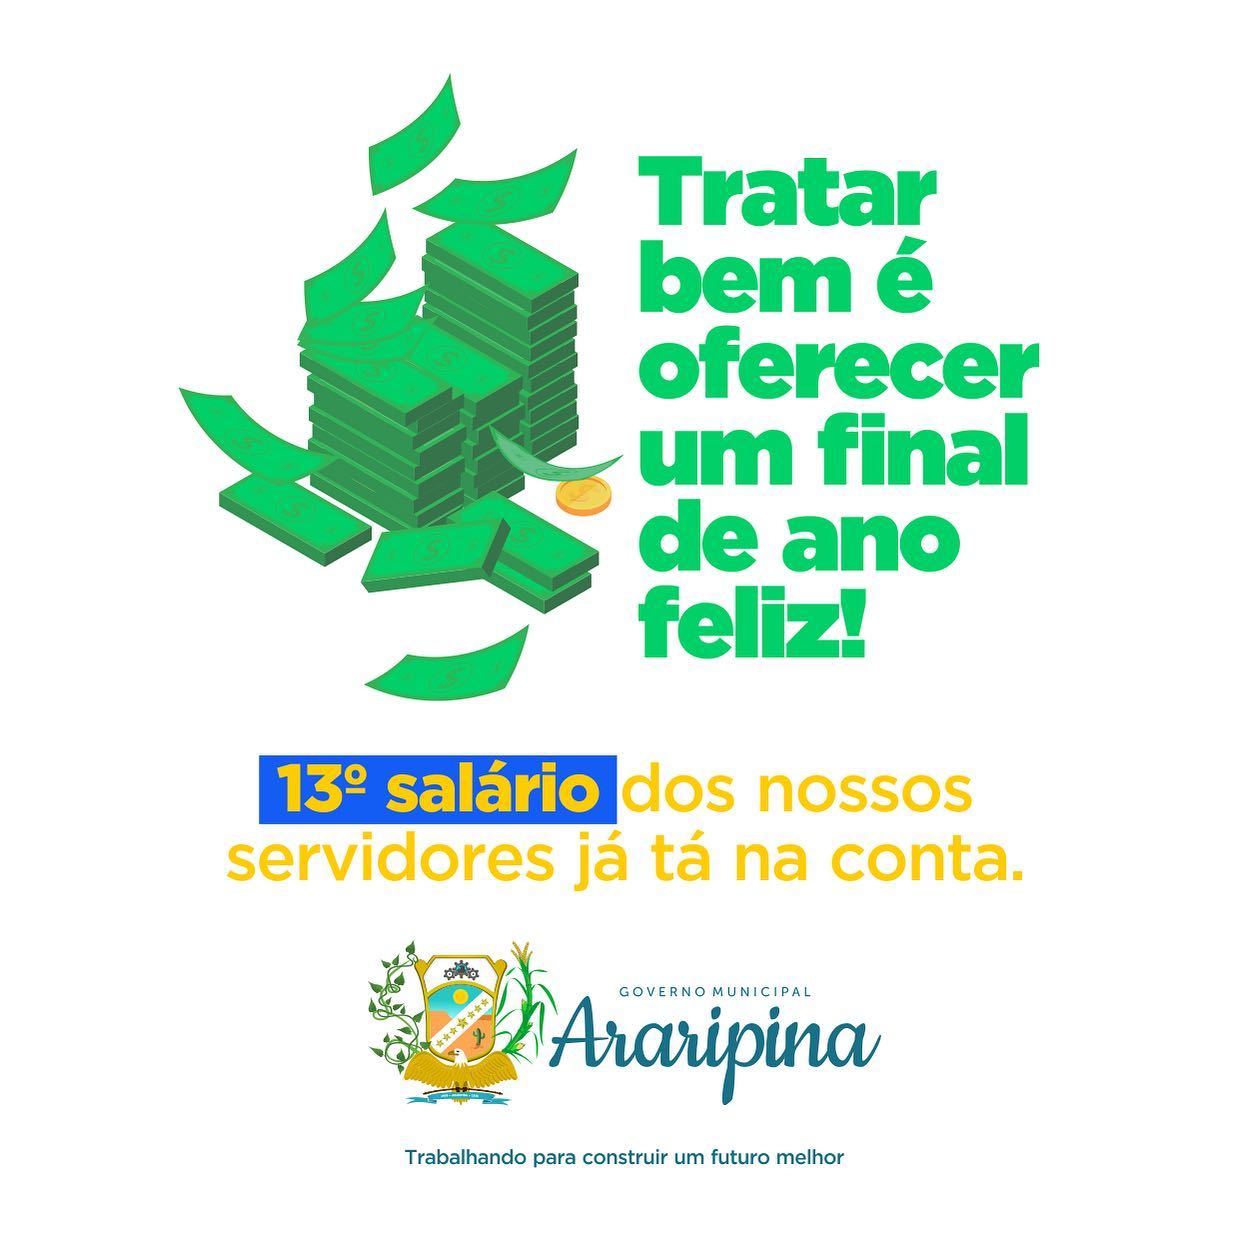 Tratar
bem é
oferecer
um final
de ano
feliz!
13º salário dos nossos
servidores já tá na conta.
GOVERNO MUNICIPAL
Araripina
Trabalhando para construir um futuro melhor